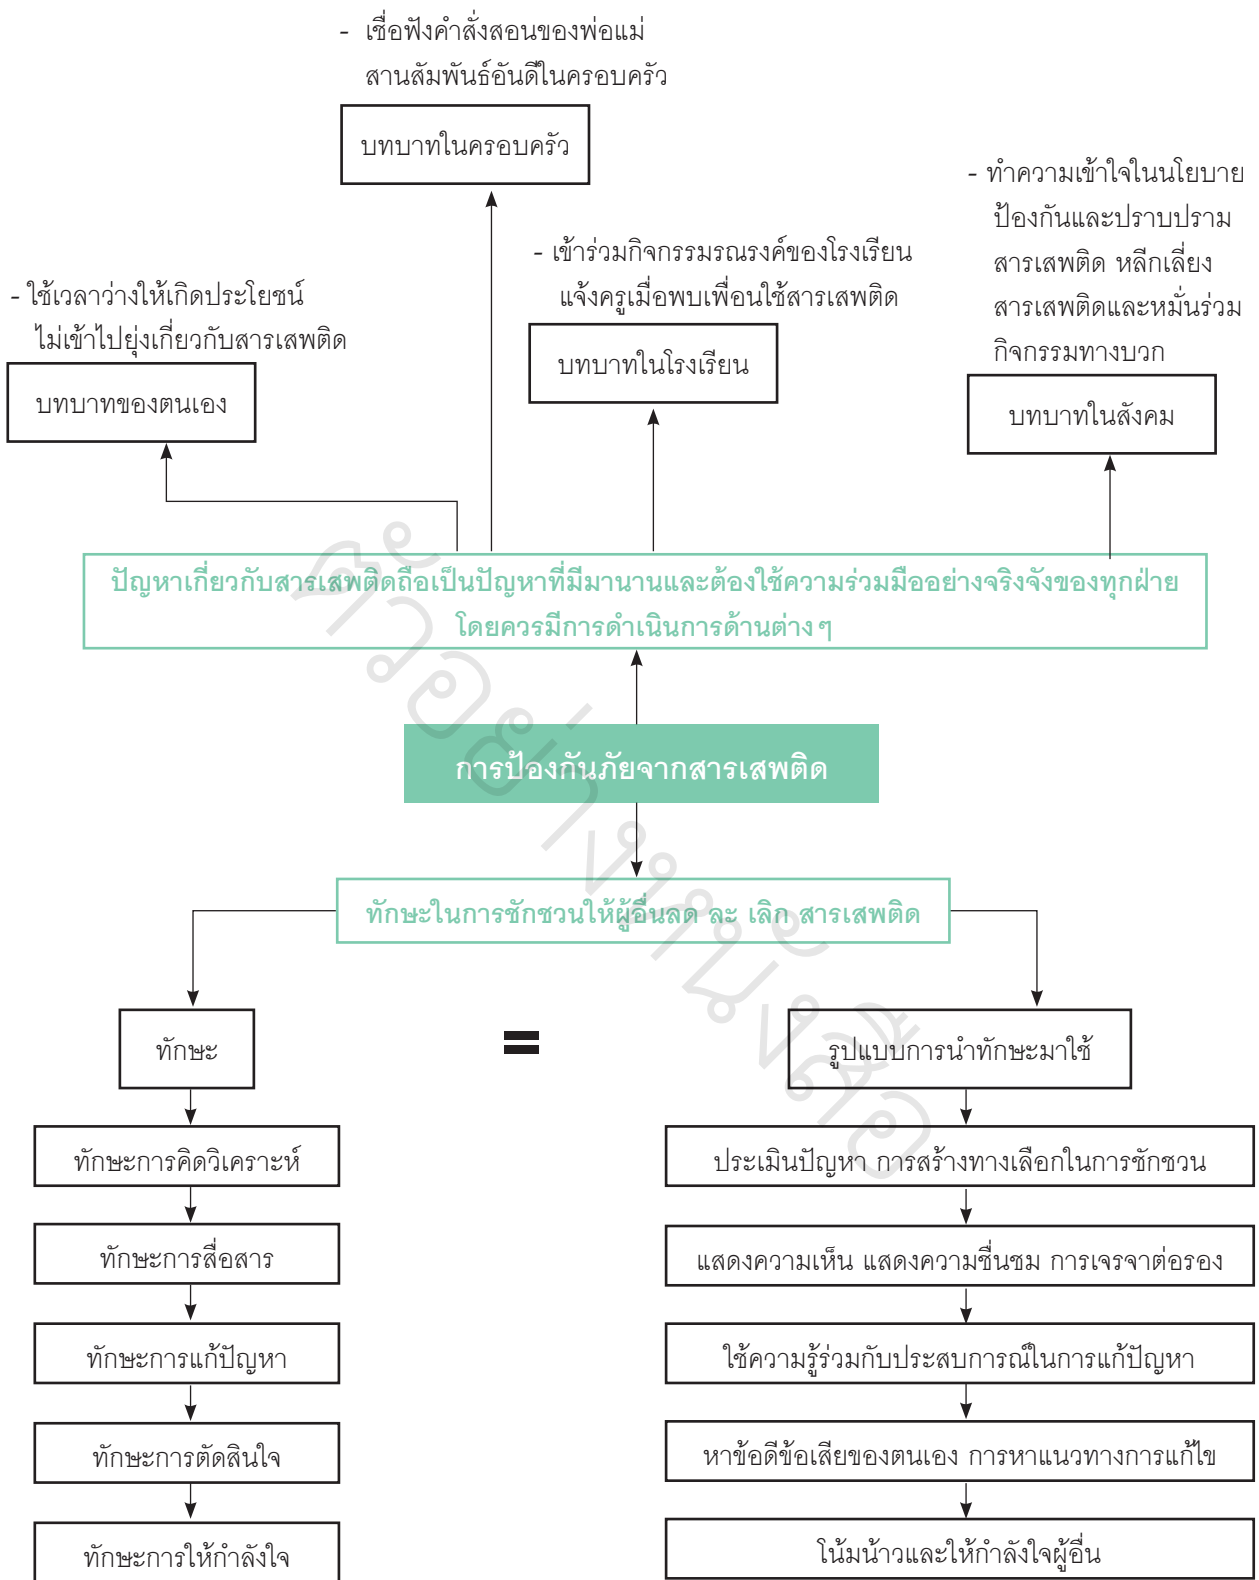 - เชื่อฟังคำสั่งสอนของพ่อแม่
สานสัมพันธ์อันดีในครอบครัว
บทบาทในครอบครัว
- ทำความเข้าใจในนโยบาย
ป้องกันและปราบปราม
สารเสพติด หลีกเลี่ยง
สารเสพติดและหมั่นร่วม
กิจกรรมทางบวก
บทบาทในสังคม
- เข้าร่วมกิจกรรมรณรงค์ของโรงเรียน
แจ้งครูเมื่อพบเพื่อนใช้สารเสพติด
บทบาทในโรงเรียน
- ใช้เวลาว่างให้เกิดประโยชน์
ไม่เข้าไปยุ่งเกี่ยวกับสารเสพติด
บทบาทของตนเอง
ปัญหาเกี่ยวกับสารเสพติดถือเป็นปัญหาที่มีมานานและต้องใช้ความร่วมมืออย่างจริงจังของทุกฝ่าย
โดยควรมีการดำเนินการด้านต่างๆ
การป้องกันภัยจากสารเสพติด
ทักษะในการชักชวนให้ผู้อื่นลด ละ เลิก สารเสพติด
ทักษะ
=
รูปแบบการนำทักษะมาใช้
ทักษะการคิดวิเคราะห์
ประเมินปัญหา การสร้างทางเลือกในการชักชวน
ทักษะการสื่อสาร
แสดงความเห็น แสดงความชื่นชม การเจรจาต่อรอง
ทักษะการแก้ปัญหา
ใช้ความรู้ร่วมกับประสบการณ์ในการแก้ปัญหา
ทักษะการตัดสินใจ
หาข้อดีข้อเสียของตนเอง การหาแนวทางการแก้ไข
ทักษะการให้กำลังใจ
โน้มน้าวและให้กำลังใจผู้อื่น
ตัวอย่างหนังสือ